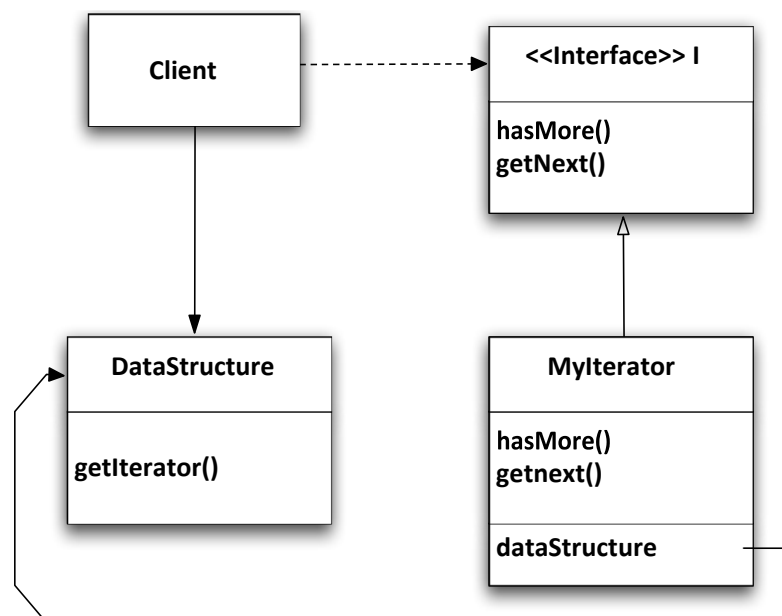 Client
<<Interface>> I
hasMore()
getNext()
DataStructure
getIterator()
MyIterator
hasMore()
getnext()
dataStructure